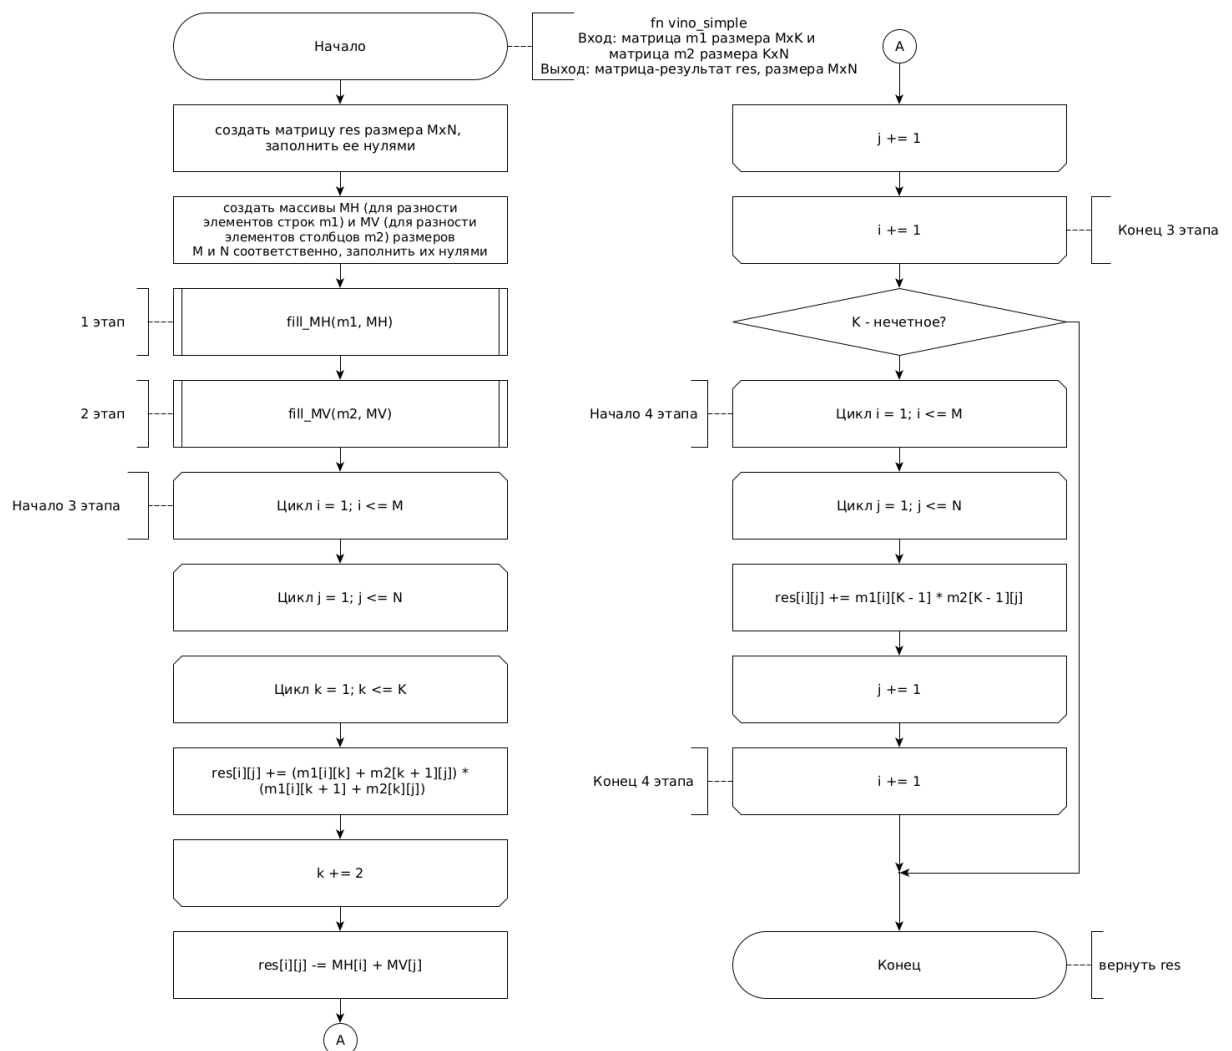 Начало
fn vino_simple
Вход: матрица m1 размера MxK и
матрица m2 размера KxN
Выход: матрица-результат res, размера MxN
создать матрицу res размера MxN,
заполнить ее нулями
создать массивы MH (для разности
элементов строк m1) и MV (для разности
элементов столбцов m2) размеров
M и N соответственно, заполнить их нулями
1 этап
fill_MH(m1, MH)
2 этап
fill_MV(m2, MV)
Начало 3 этапа
Цикл i = 1; i <= M
Цикл j = 1; j <= N
Цикл k = 1; k <= K
res[i][j] += (m1[i][k] + m2[k + 1][j]) *
(m1[i][k + 1] + m2[k][j])
k += 2
res[i][j] -= MH[i] + MV[j]
A
A
j += 1
i += 1
Конец 3 этапа
K - нечетное?
Начало 4 этапа
Цикл i = 1; i <= M
Цикл j = 1; j <= N
res[i][j] += m1[i][K - 1] * m2[K - 1][j]
j += 1
Конец 4 этапа
i += 1
Конец
вернуть res